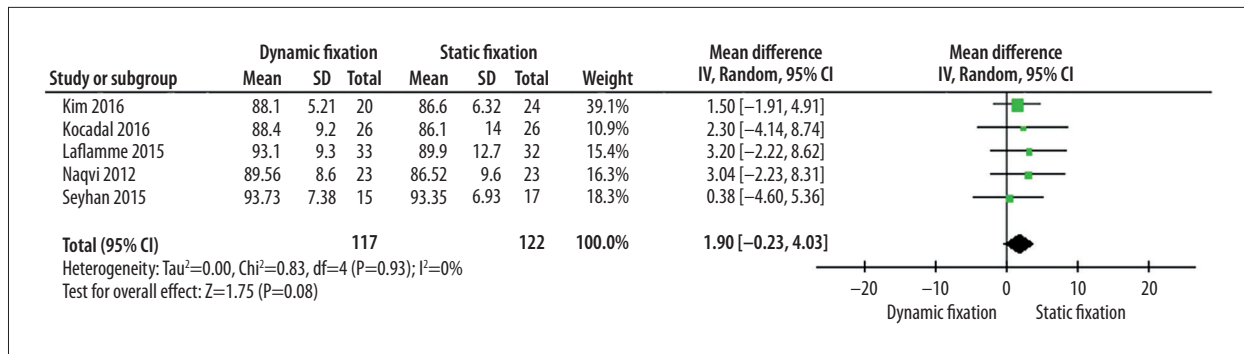 Dynamic fixation Static fixation Mean difference Mean difference
Study or subgroup Mean SD Total Mean SD Total Weight IV, Random, 95% CI IV, Random, 95% CI
Kim 2016 88.1 5.21 20 86.6 6.32 24 39.1% 1.50 [−1.91, 4.91]
Kocadal 2016 88.4 9.2 26 86.1 14 26 10.9% 2.30 [−4.14, 8.74]
Laflamme 2015 93.1 9.3 33 89.9 12.7 32 15.4% 3.20 [−2.22, 8.62]
Naqvi 2012 89.56 8.6 23 86.52 9.6 23 16.3% 3.04 [−2.23, 8.31]
Seyhan 2015 93.73 7.38 15 93.35 6.93 17 18.3% 0.38 [−4.60, 5.36]
Total (95% CI) 117 122 100.0% 1.90 [−0.23, 4.03]
Heterogeneity: Tau²=0.00, Chi²=0.83, df=4 (P=0.93); I²=0%
Test for overall effect: Z=1.75 (P=0.08)
−20 −10 0 10 20
Dynamic fixation Static fixation